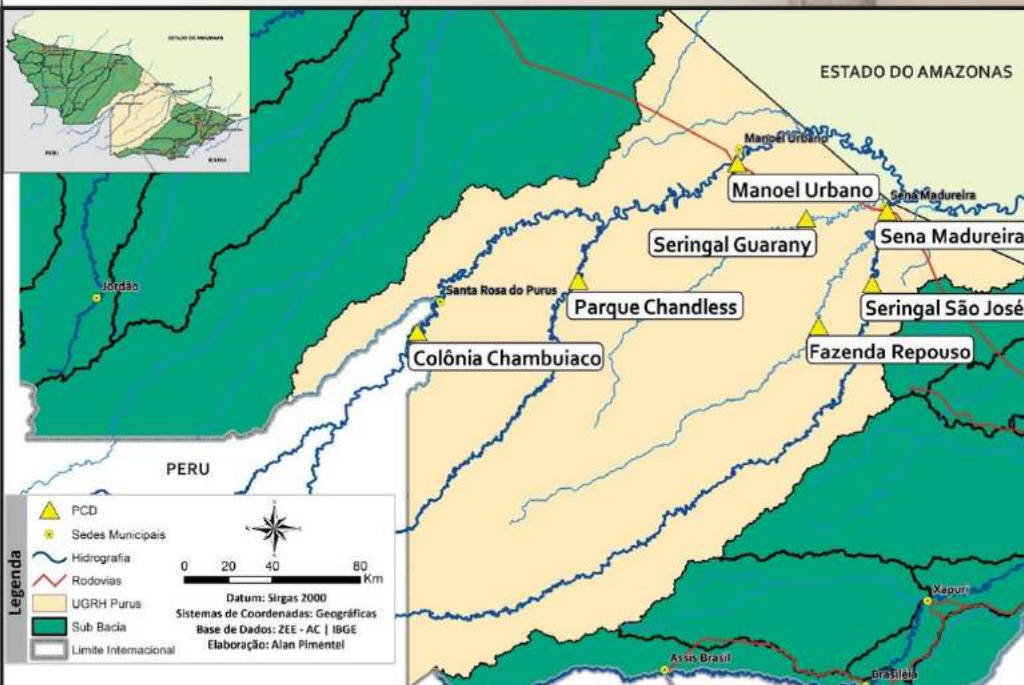 ESTADO DO AMAZONAS
PERU
ESTADO DO AMAZONAS
Manoel Urbano
Manoel Urbano
Sena Madureira
Seringal Guarany
Sena Madureira
Jordão
Santa Rosa do Purus
Parque Chandless
Seringal São José
Colônia Chambuiaco
Fazenda Repouso
PERU
Legenda
PCD
Sedes Municipais
Hidrografia
Rodovias
UGRH Purus
Sub Bacia
Limite Internacional
N
0 20 40 80
Km
Datum: Sirgas 2000
Sistemas de Coordenadas: Geográficas
Base de Dados: ZEE - AC | IBGE
Elaboração: Alan Pimentel
Xapuri
Assis Brasil
Brasiléia